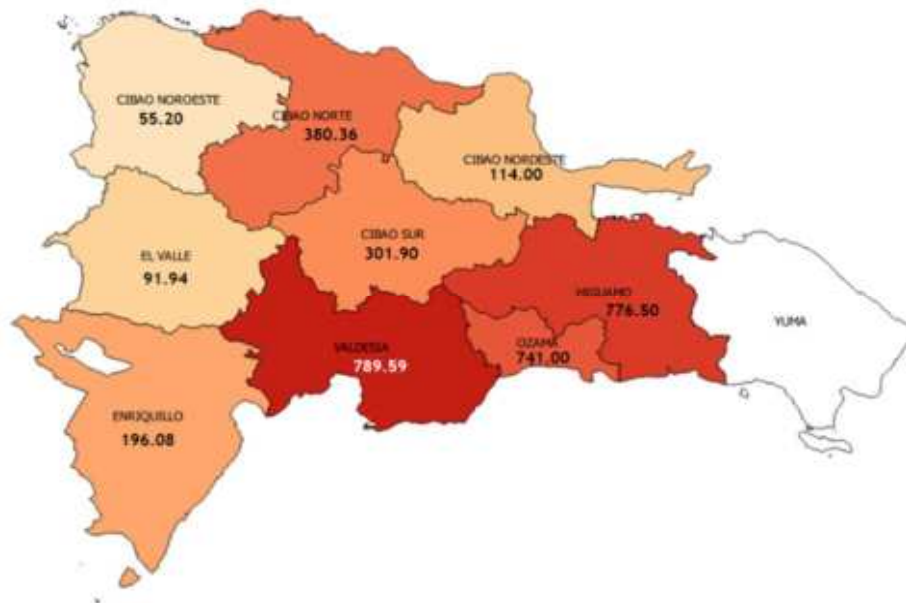 CIBAO NOROESTE
55.20
CIBAO NORTE
380.36
CIBAO NORDESTE
114.00
CIBAO SUR
301.90
EL VALLE
91.94
HIGUAMO
776.50
YUMA
OZAMA
741.00
VALDESIA
789.59
ENRIQUILLO
196.08